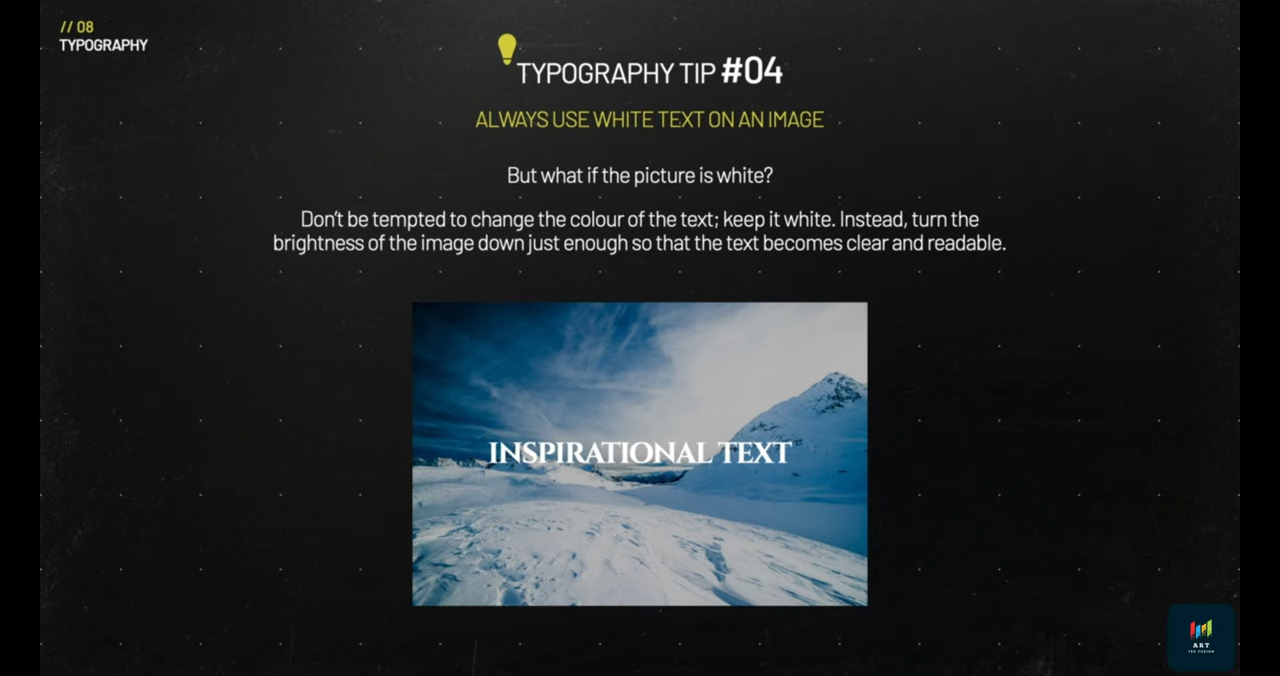 // 08
TYPOGRAPHY
TYPOGRAPHY TIP #04
ALWAYS USE WHITE TEXT ON AN IMAGE
But what if the picture is white?
Don't be tempted to change the colour of the text; keep it white. Instead, turn the
brightness of the image down just enough so that the text becomes clear and readable.
INSPIRATIONAL TEXT
ART
TEK FUSION